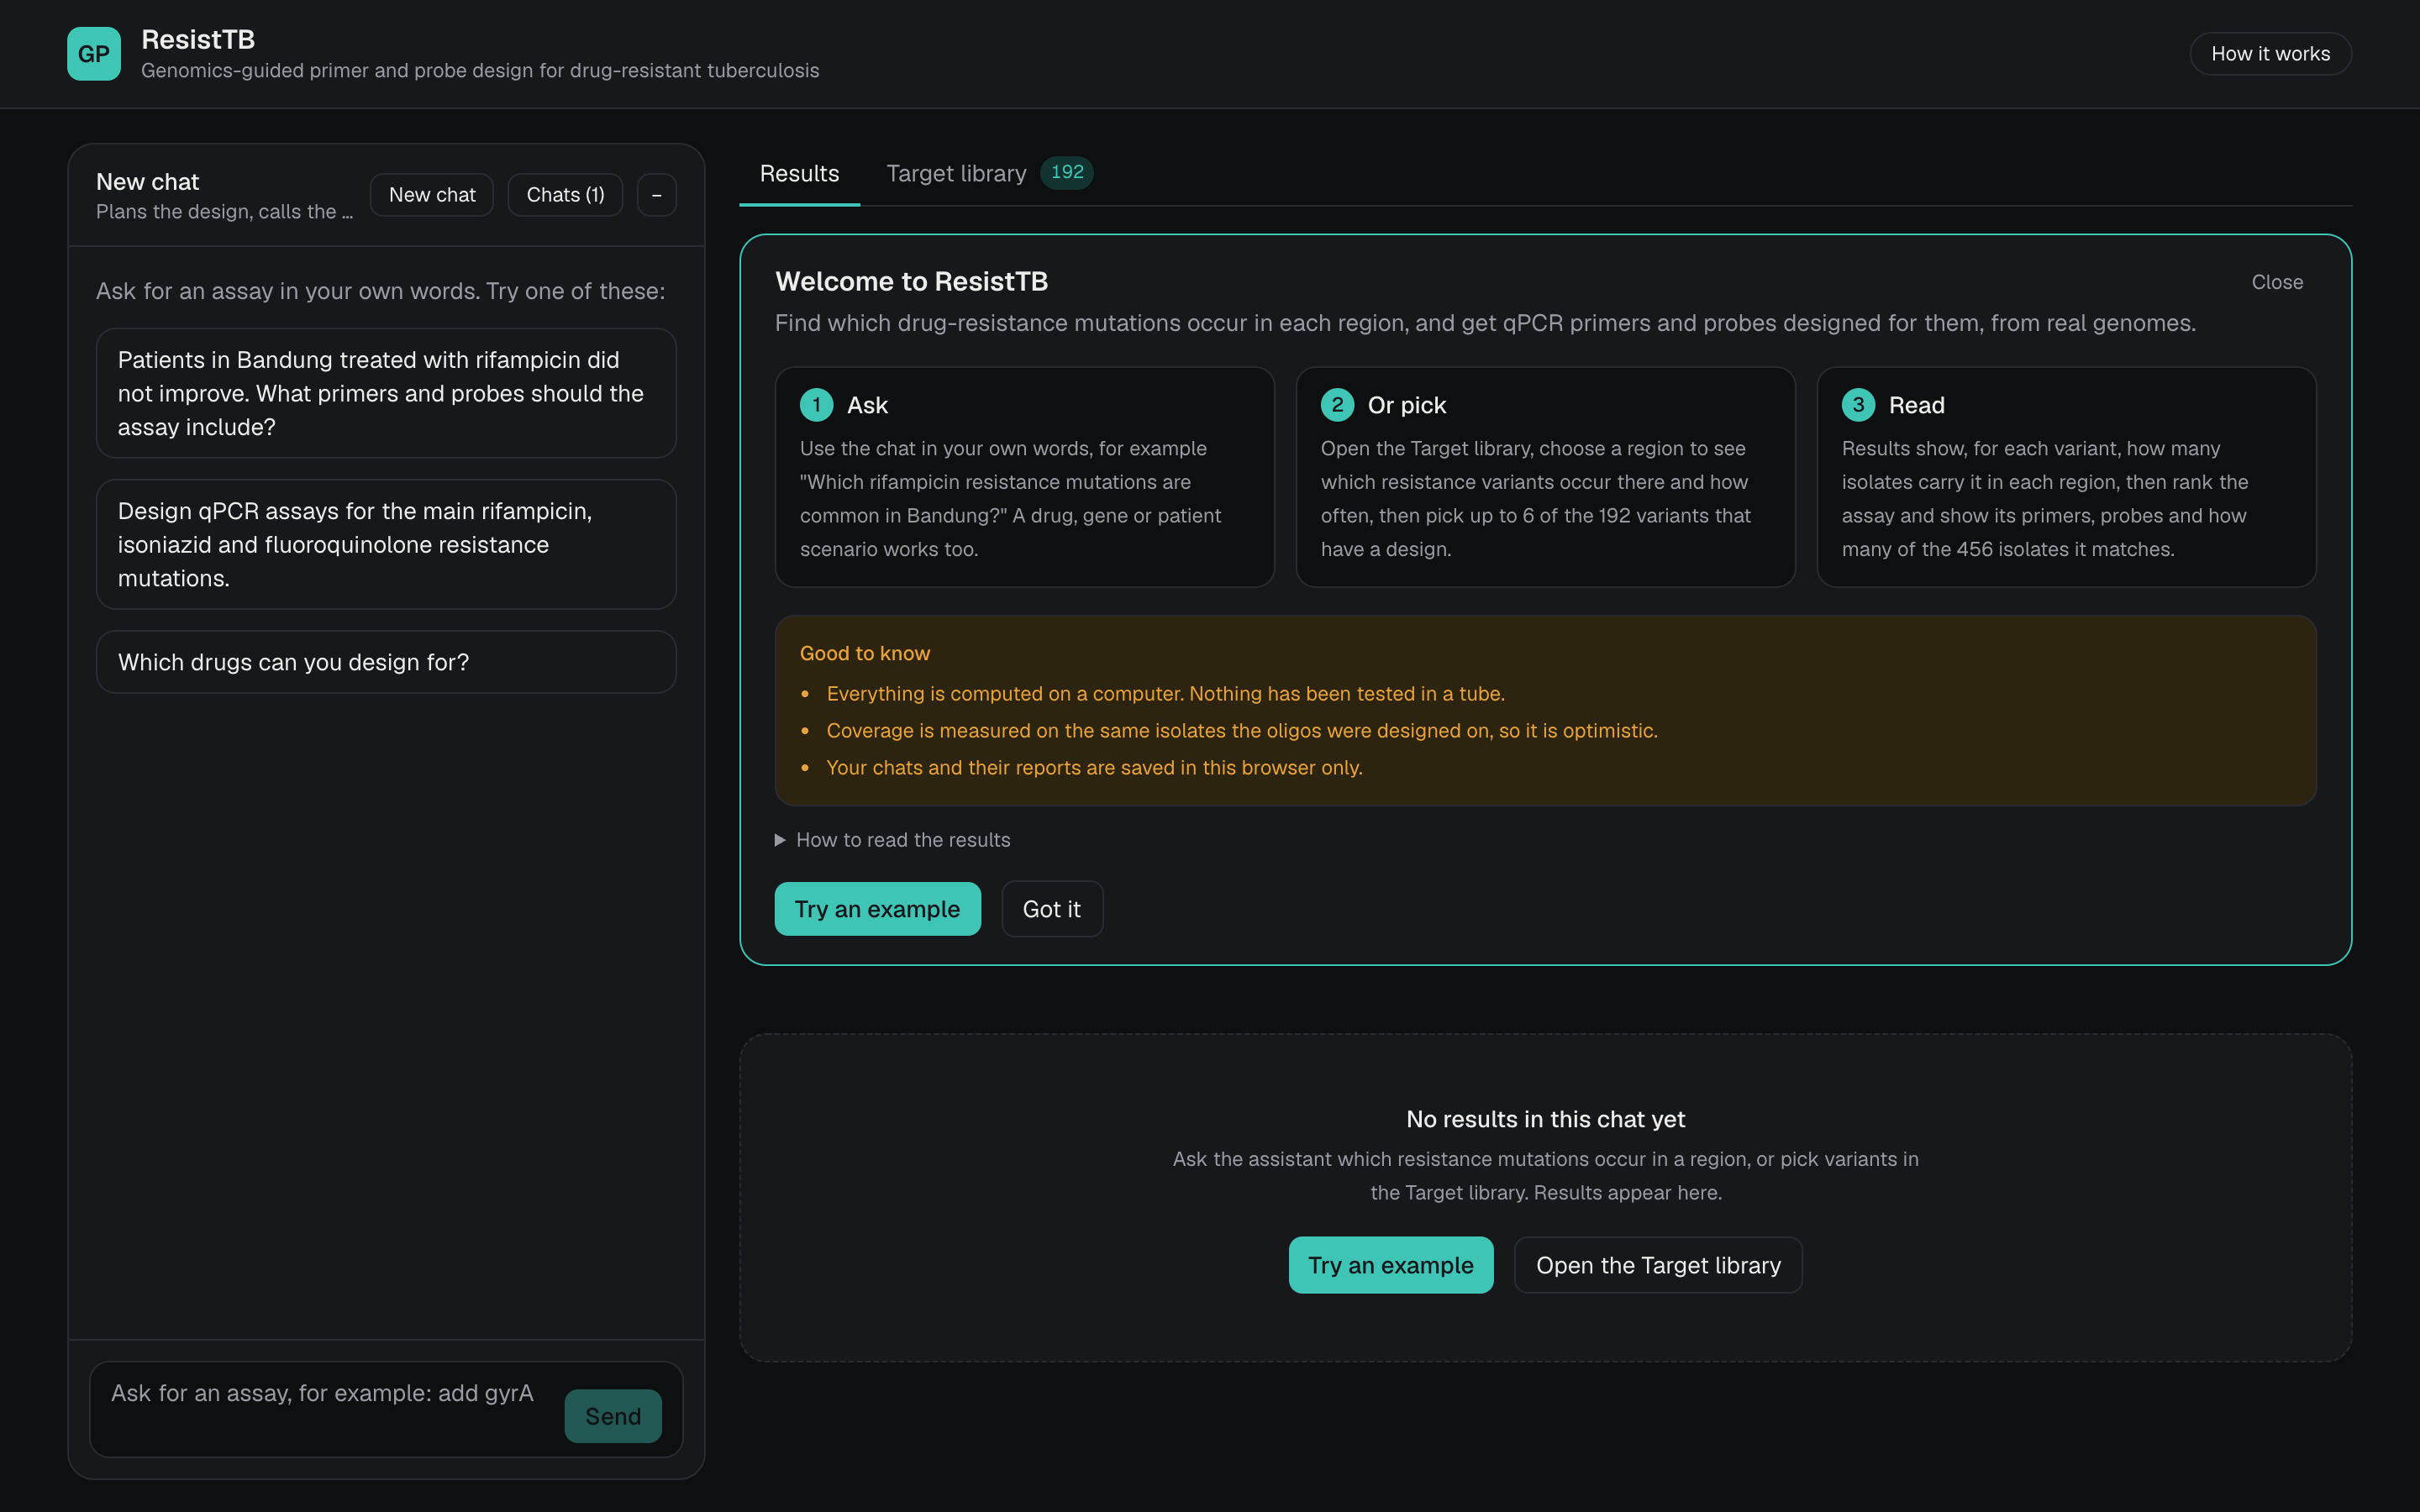 GP
ResistTB
Genomics-guided primer and probe design for drug-resistant tuberculosis
How it works
New chat
Plans the design, calls the ...
New chat
Chats (1)
–
Ask for an assay in your own words. Try one of these:
Patients in Bandung treated with rifampicin did
not improve. What primers and probes should the
assay include?
Design qPCR assays for the main rifampicin,
isoniazid and fluoroquinolone resistance
mutations.
Which drugs can you design for?
Ask for an assay, for example: add gyrA
Send
Results
Target library 192
Welcome to ResistTB
Close
Find which drug-resistance mutations occur in each region, and get qPCR primers and probes designed for them, from real genomes.
1 Ask
Use the chat in your own words, for example
"Which rifampicin resistance mutations are
common in Bandung?" A drug, gene or patient
scenario works too.
2 Or pick
Open the Target library, choose a region to see
which resistance variants occur there and how
often, then pick up to 6 of the 192 variants that
have a design.
3 Read
Results show, for each variant, how many
isolates carry it in each region, then rank the
assay and show its primers, probes and how
many of the 456 isolates it matches.
Good to know
• Everything is computed on a computer. Nothing has been tested in a tube.
• Coverage is measured on the same isolates the oligos were designed on, so it is optimistic.
• Your chats and their reports are saved in this browser only.
▶ How to read the results
Try an example
Got it
No results in this chat yet
Ask the assistant which resistance mutations occur in a region, or pick variants in
the Target library. Results appear here.
Try an example
Open the Target library